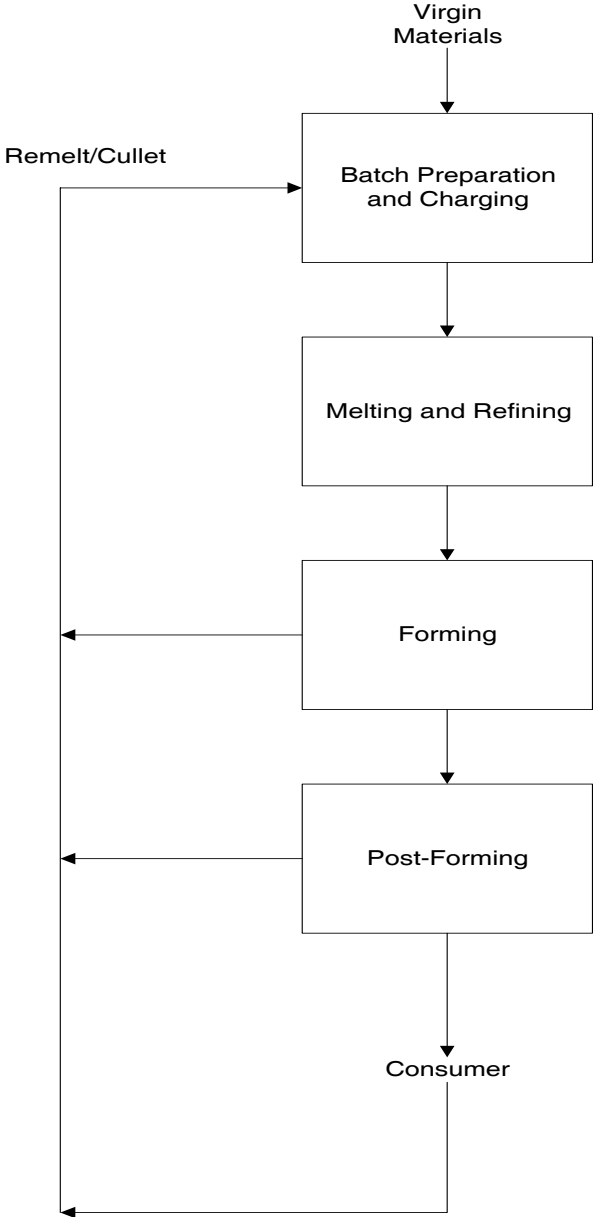 Virgin
Materials
Remelt/Cullet
Batch Preparation
and Charging
Melting and Refining
Forming
Post-Forming
Consumer